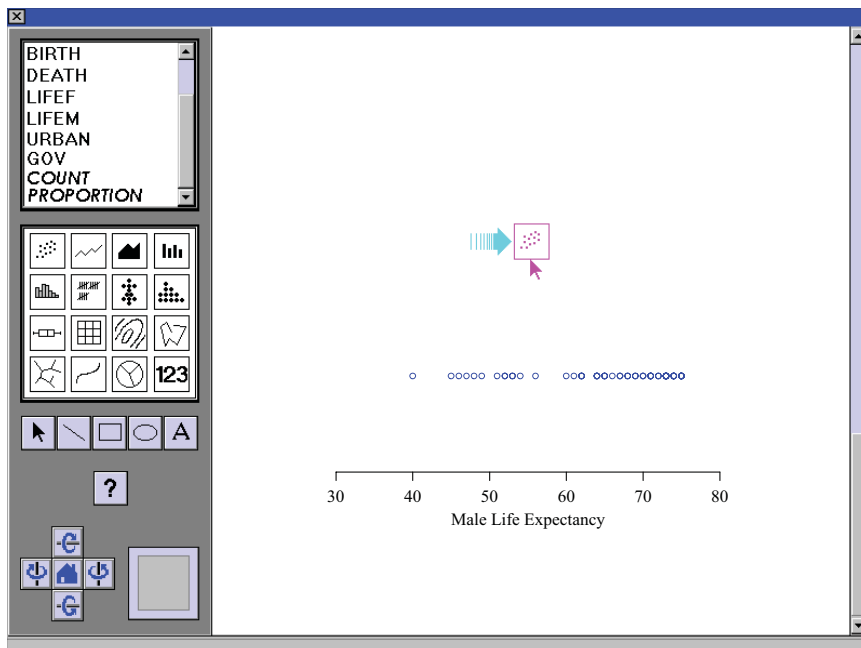 BIRTH
DEATH
LIFEF
LIFEM
URBAN
GOV
COUNT
PROPORTION
123
A
?
30 40 50 60 70 80
Male Life Expectancy